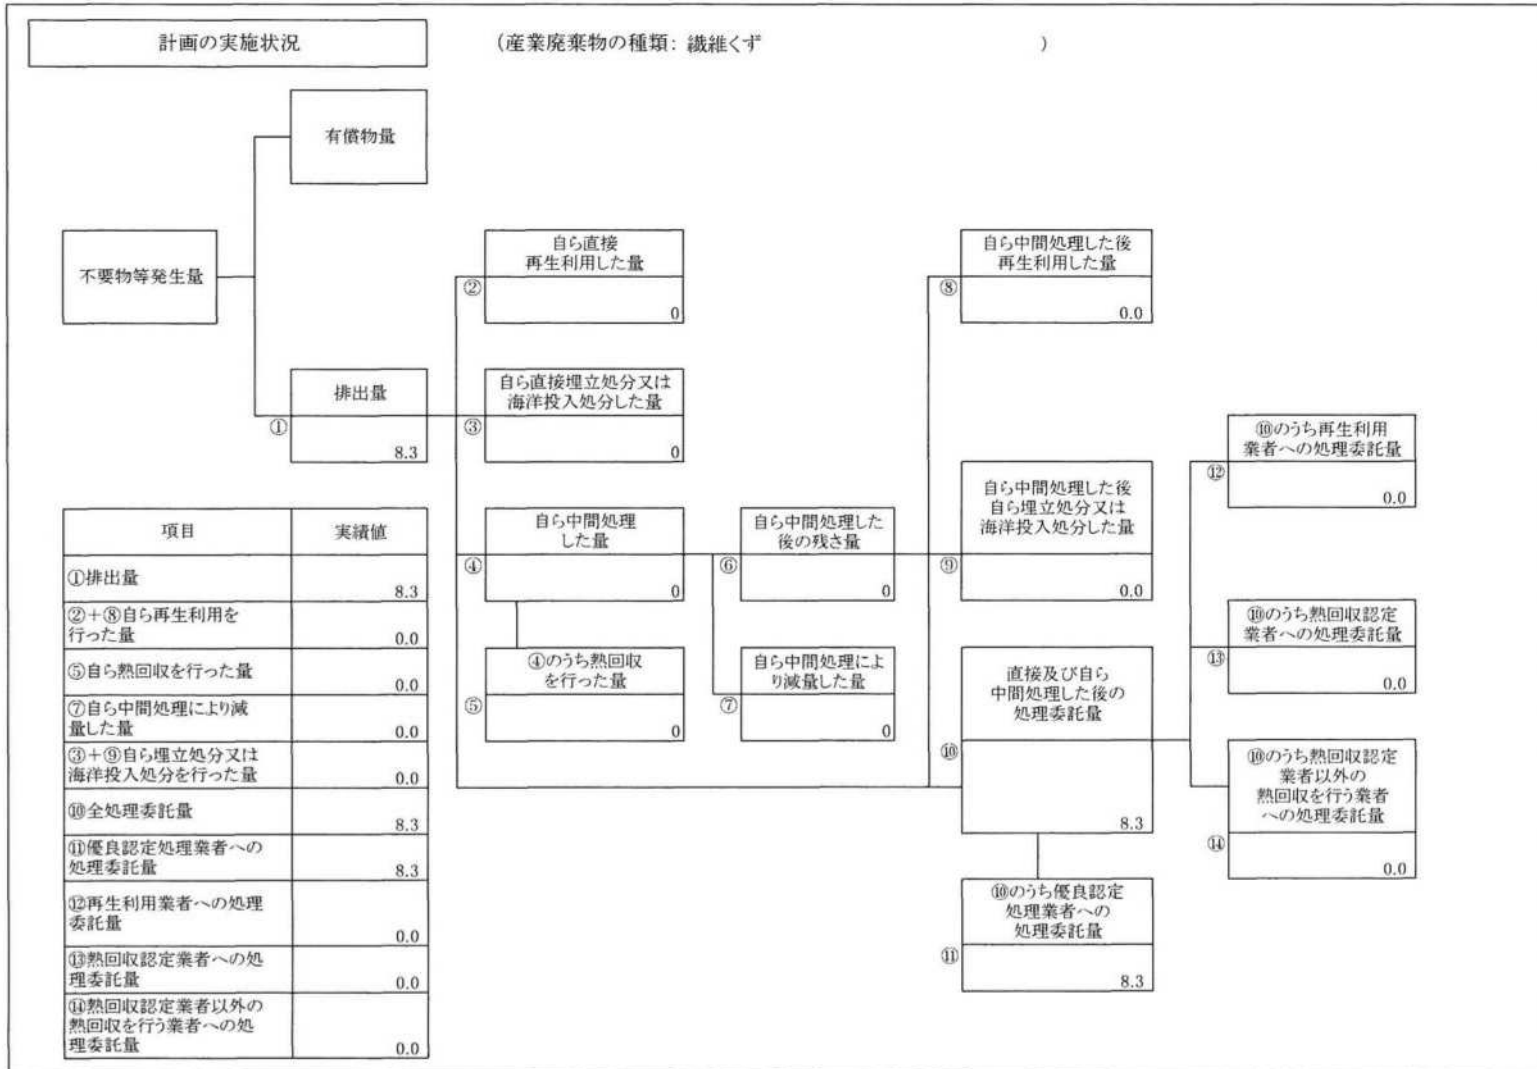 計画の実施状況
(産業廃棄物の種類: 繊維くず )
有償物量
不要物等発生量
排出量
①
8.3
自ら直接
再生利用した量
②
0
自ら直接埋立処分又は
海洋投入処分した量
③
0
自ら中間処理
した量
④
0
④のうち熱回収
を行った量
⑤
0
自ら中間処理した
後の残さ量
⑥
0
自ら中間処理によ
り減量した量
⑦
0
自ら中間処理した後
再生利用した量
⑧
0.0
自ら中間処理した後
自ら埋立処分又は
海洋投入処分した量
⑨
0.0
直接及び自ら
中間処理した後の
処理委託量
⑩
8.3
⑩のうち優良認定
処理業者への
処理委託量
⑪
8.3
⑩のうち再生利用
業者への処理委託量
⑫
0.0
⑩のうち熱回収認定
業者への処理委託量
⑬
0.0
⑩のうち熱回収認定
業者以外の
熱回収を行う業者
への処理委託量
⑭
0.0
項目 実績値
①排出量 8.3
②+⑧自ら再生利用を
行った量 0.0
⑤自ら熱回収を行った量 0.0
⑦自ら中間処理により減
量した量 0.0
③+⑨自ら埋立処分又は
海洋投入処分を行った量 0.0
⑩全処理委託量 8.3
⑪優良認定処理業者への
処理委託量 8.3
⑫再生利用業者への処理
委託量 0.0
⑬熱回収認定業者への処
理委託量 0.0
⑭熱回収認定業者以外の
熱回収を行う業者への処
理委託量 0.0